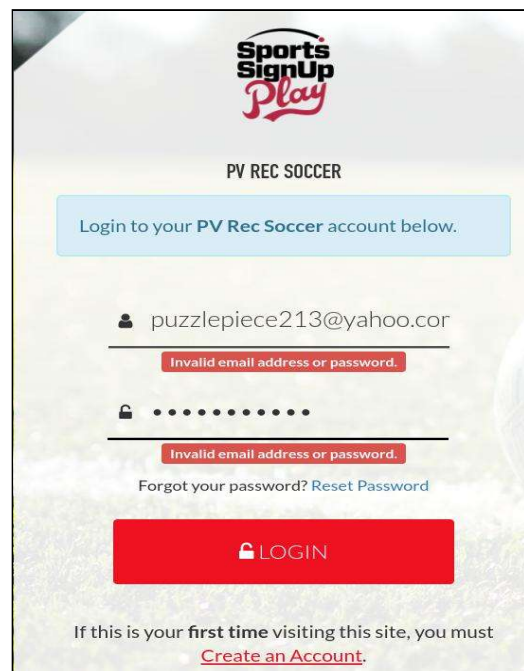 Sports
SignUp
Play
PV REC SOCCER
Login to your PV Rec Soccer account below.
puzzlepiece213@yahoo.cor
Invalid email address or password.
•••••••••••
Invalid email address or password.
Forgot your password? Reset Password
LOGIN
If this is your first time visiting this site, you must
Create an Account.